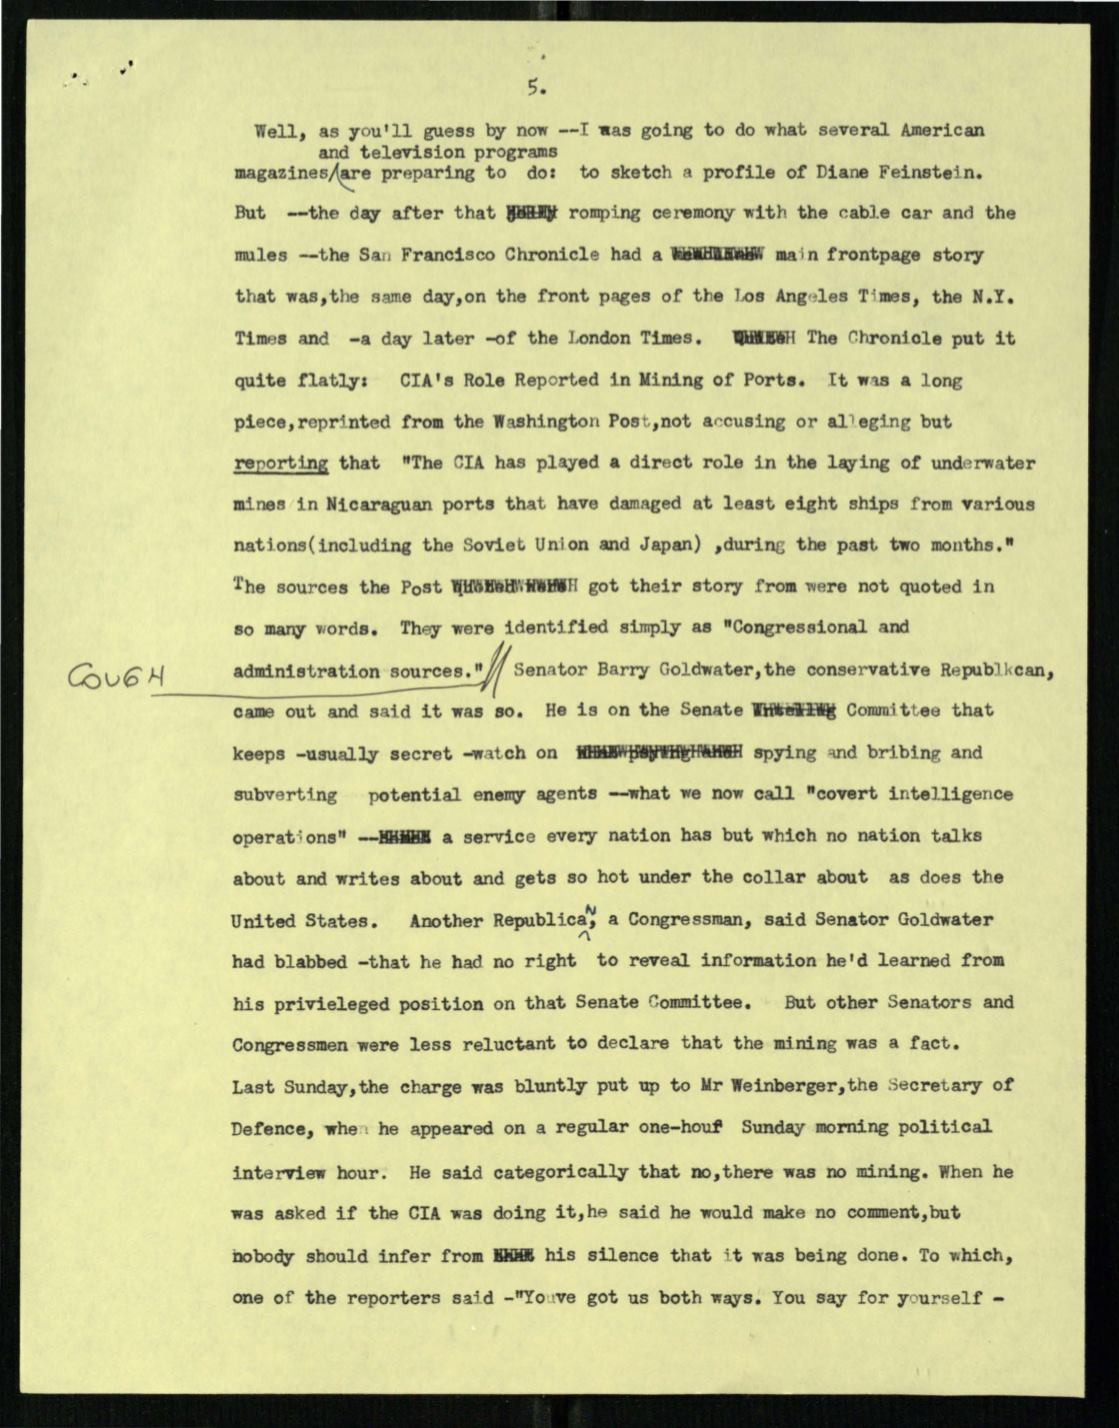 5.
Well, as you'll guess by now --I was going to do what several American
and television programs
magazines/are preparing to do: to sketch a profile of Diane Feinstein.
But --the day after that romping ceremony with the cable car and the
mules --the San Francisco Chronicle had a main frontpage story
that was,the same day,on the front pages of the Los Angeles Times, the N.Y.
Times and -a day later -of the London Times. The Chronicle put it
quite flatly: CIA's Role Reported in Mining of Ports. It was a long
piece,reprinted from the Washington Post,not accusing or alleging but
reporting that "The CIA has played a direct role in the laying of underwater
mines in Nicaraguan ports that have damaged at least eight ships from various
nations(including the Soviet Union and Japan) ,during the past two months."
The sources the Post got their story from were not quoted in
so many words. They were identified simply as "Congressional and
COUGH administration sources."// Senator Barry Goldwater,the conservative Republkcan,
came out and said it was so. He is on the Senate Committee that
keeps -usually secret -watch on spying and bribing and
subverting potential enemy agents --what we now call "covert intelligence
operations" -- a service every nation has but which no nation talks
about and writes about and gets so hot under the collar about as does the
United States. Another Republican, a Congressman, said Senator Goldwater
had blabbed -that he had no right to reveal information he'd learned from
his privieleged position on that Senate Committee. But other Senators and
Congressmen were less reluctant to declare that the mining was a fact.
Last Sunday,the charge was bluntly put up to Mr Weinberger,the Secretary of
Defence, when he appeared on a regular one-hour Sunday morning political
interview hour. He said categorically that no,there was no mining. When he
was asked if the CIA was doing it,he said he would make no comment,but
nobody should infer from his silence that it was being done. To which,
one of the reporters said -"Youve got us both ways. You say for yourself -